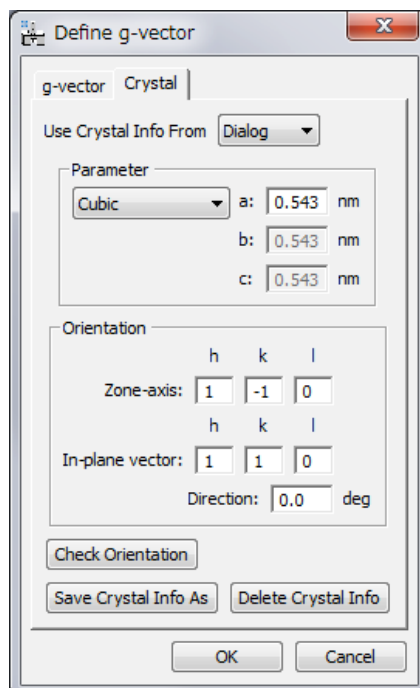 Define g-vector
g-vector Crystal
Use Crystal Info From Dialog
Parameter
Cubic a: 0.543 nm
b: 0.543 nm
c: 0.543 nm
Orientation
h k l
Zone-axis: 1 -1 0
h k l
In-plane vector: 1 1 0
Direction: 0.0 deg
Check Orientation
Save Crystal Info As Delete Crystal Info
OK Cancel